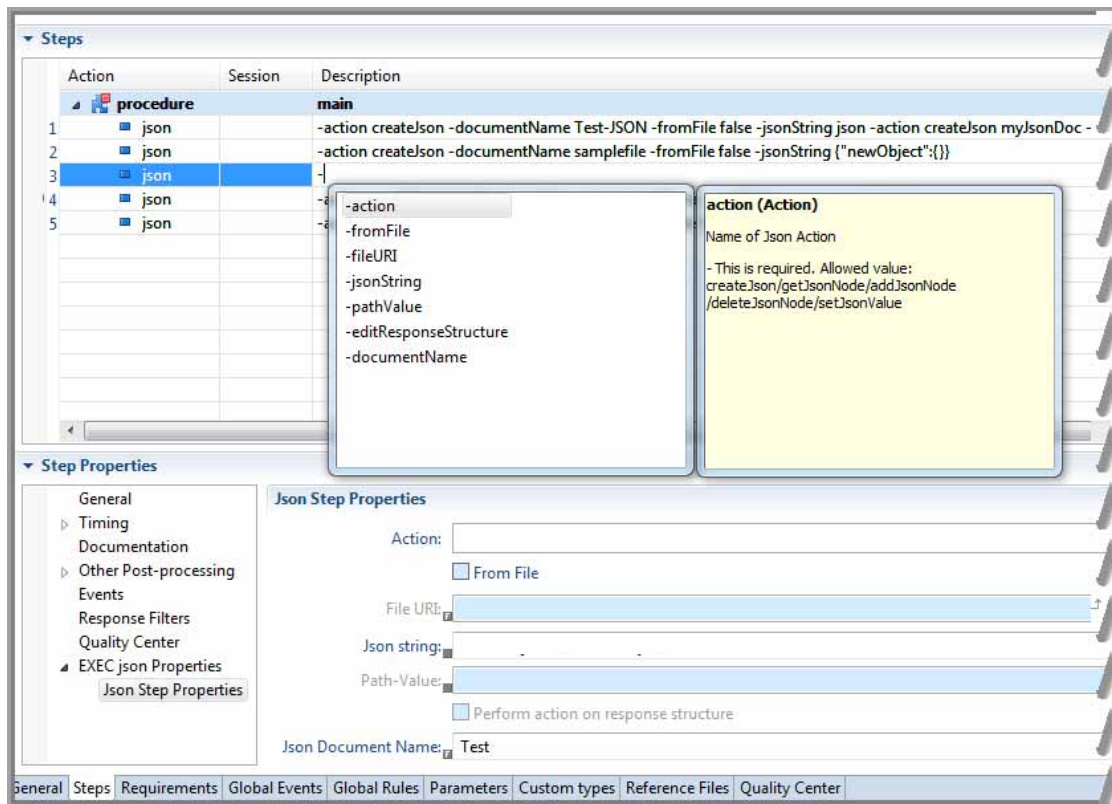 Steps
Action Session Description
procedure main
1 json -action createJson -documentName Test-JSON -fromFile false -jsonString json -action createJson myJsonDoc -
2 json -action createJson -documentName samplefile -fromFile false -jsonString {"newObject":{}}
3 json -
4 json -a
5 json -a
-action
-fromFile
-fileURI
-jsonString
-pathValue
-editResponseStructure
-documentName
action (Action)
Name of Json Action
- This is required. Allowed value:
createJson/getJsonNode/addJsonNode
/deleteJsonNode/setJsonValue
Step Properties
General
Timing
Documentation
Other Post-processing
Events
Response Filters
Quality Center
EXEC json Properties
Json Step Properties
Json Step Properties
Action:
From File
File URI:
Json string:
Path-Value:
Perform action on response structure
Json Document Name: Test
General Steps Requirements Global Events Global Rules Parameters Custom types Reference Files Quality Center